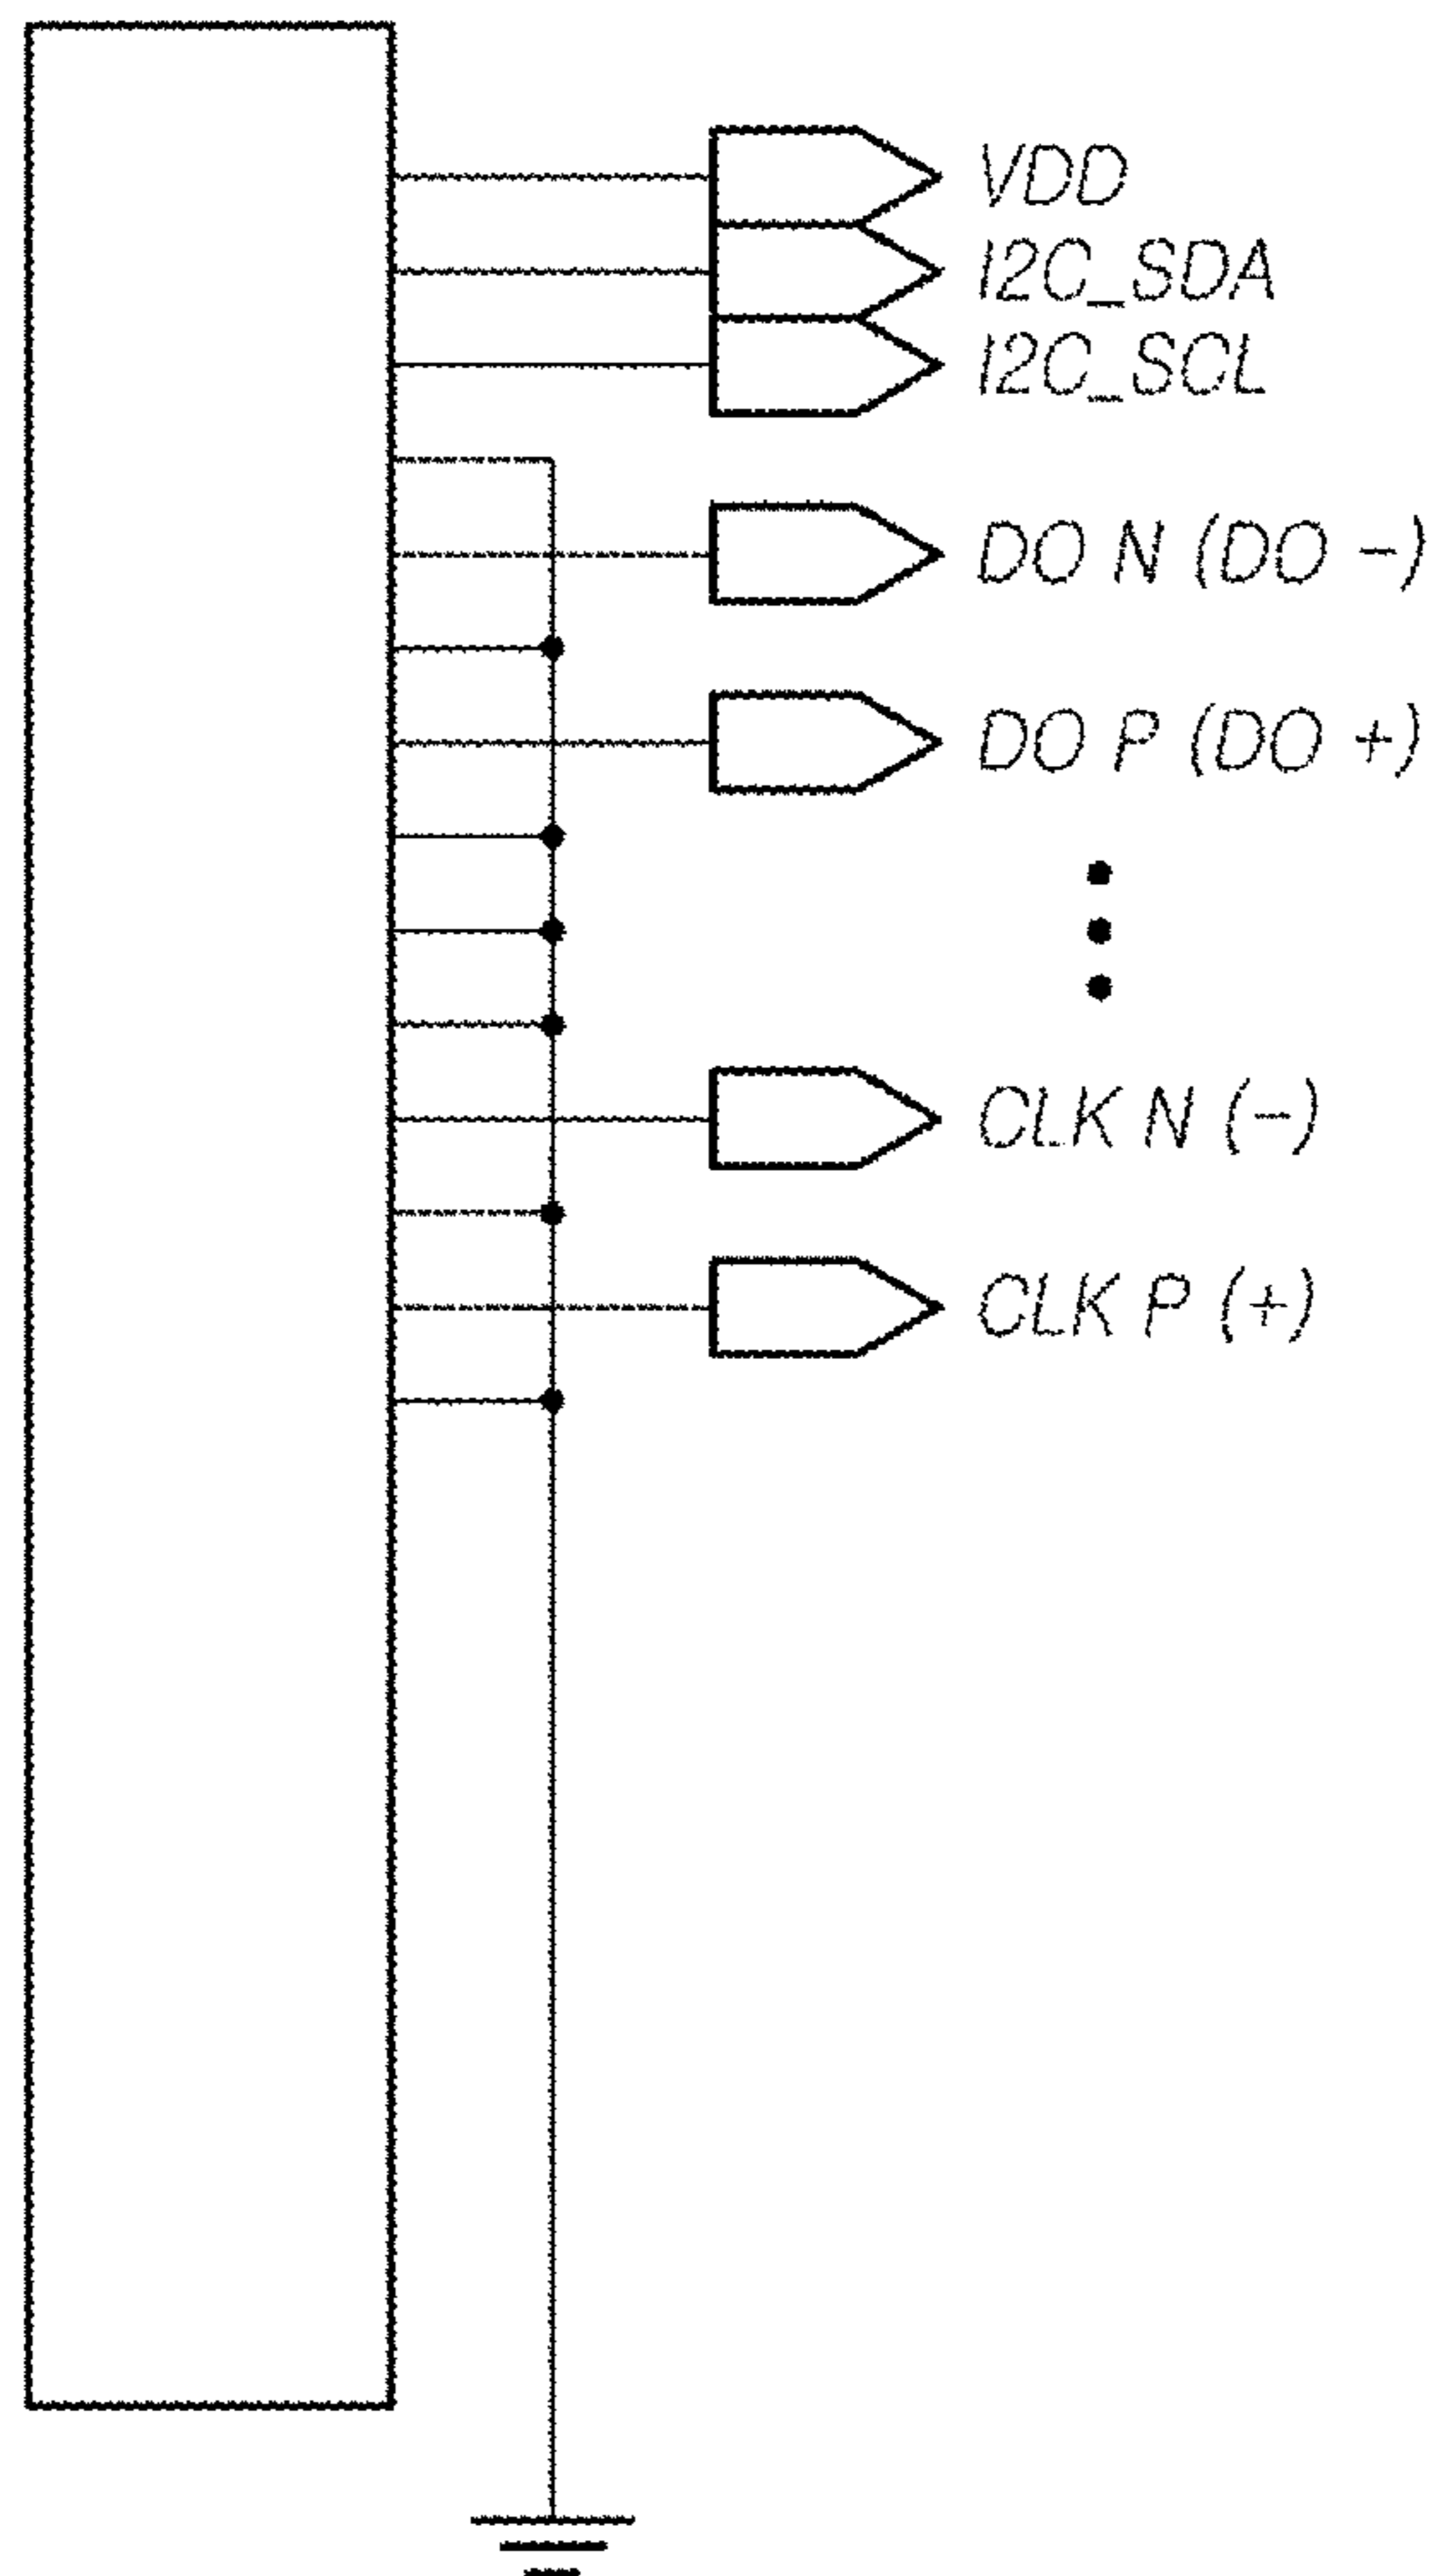 VDD
I2C_SDA
I2C_SCL
DO N (DO -)
DO P (DO +)
CLK N (-)
CLK P (+)